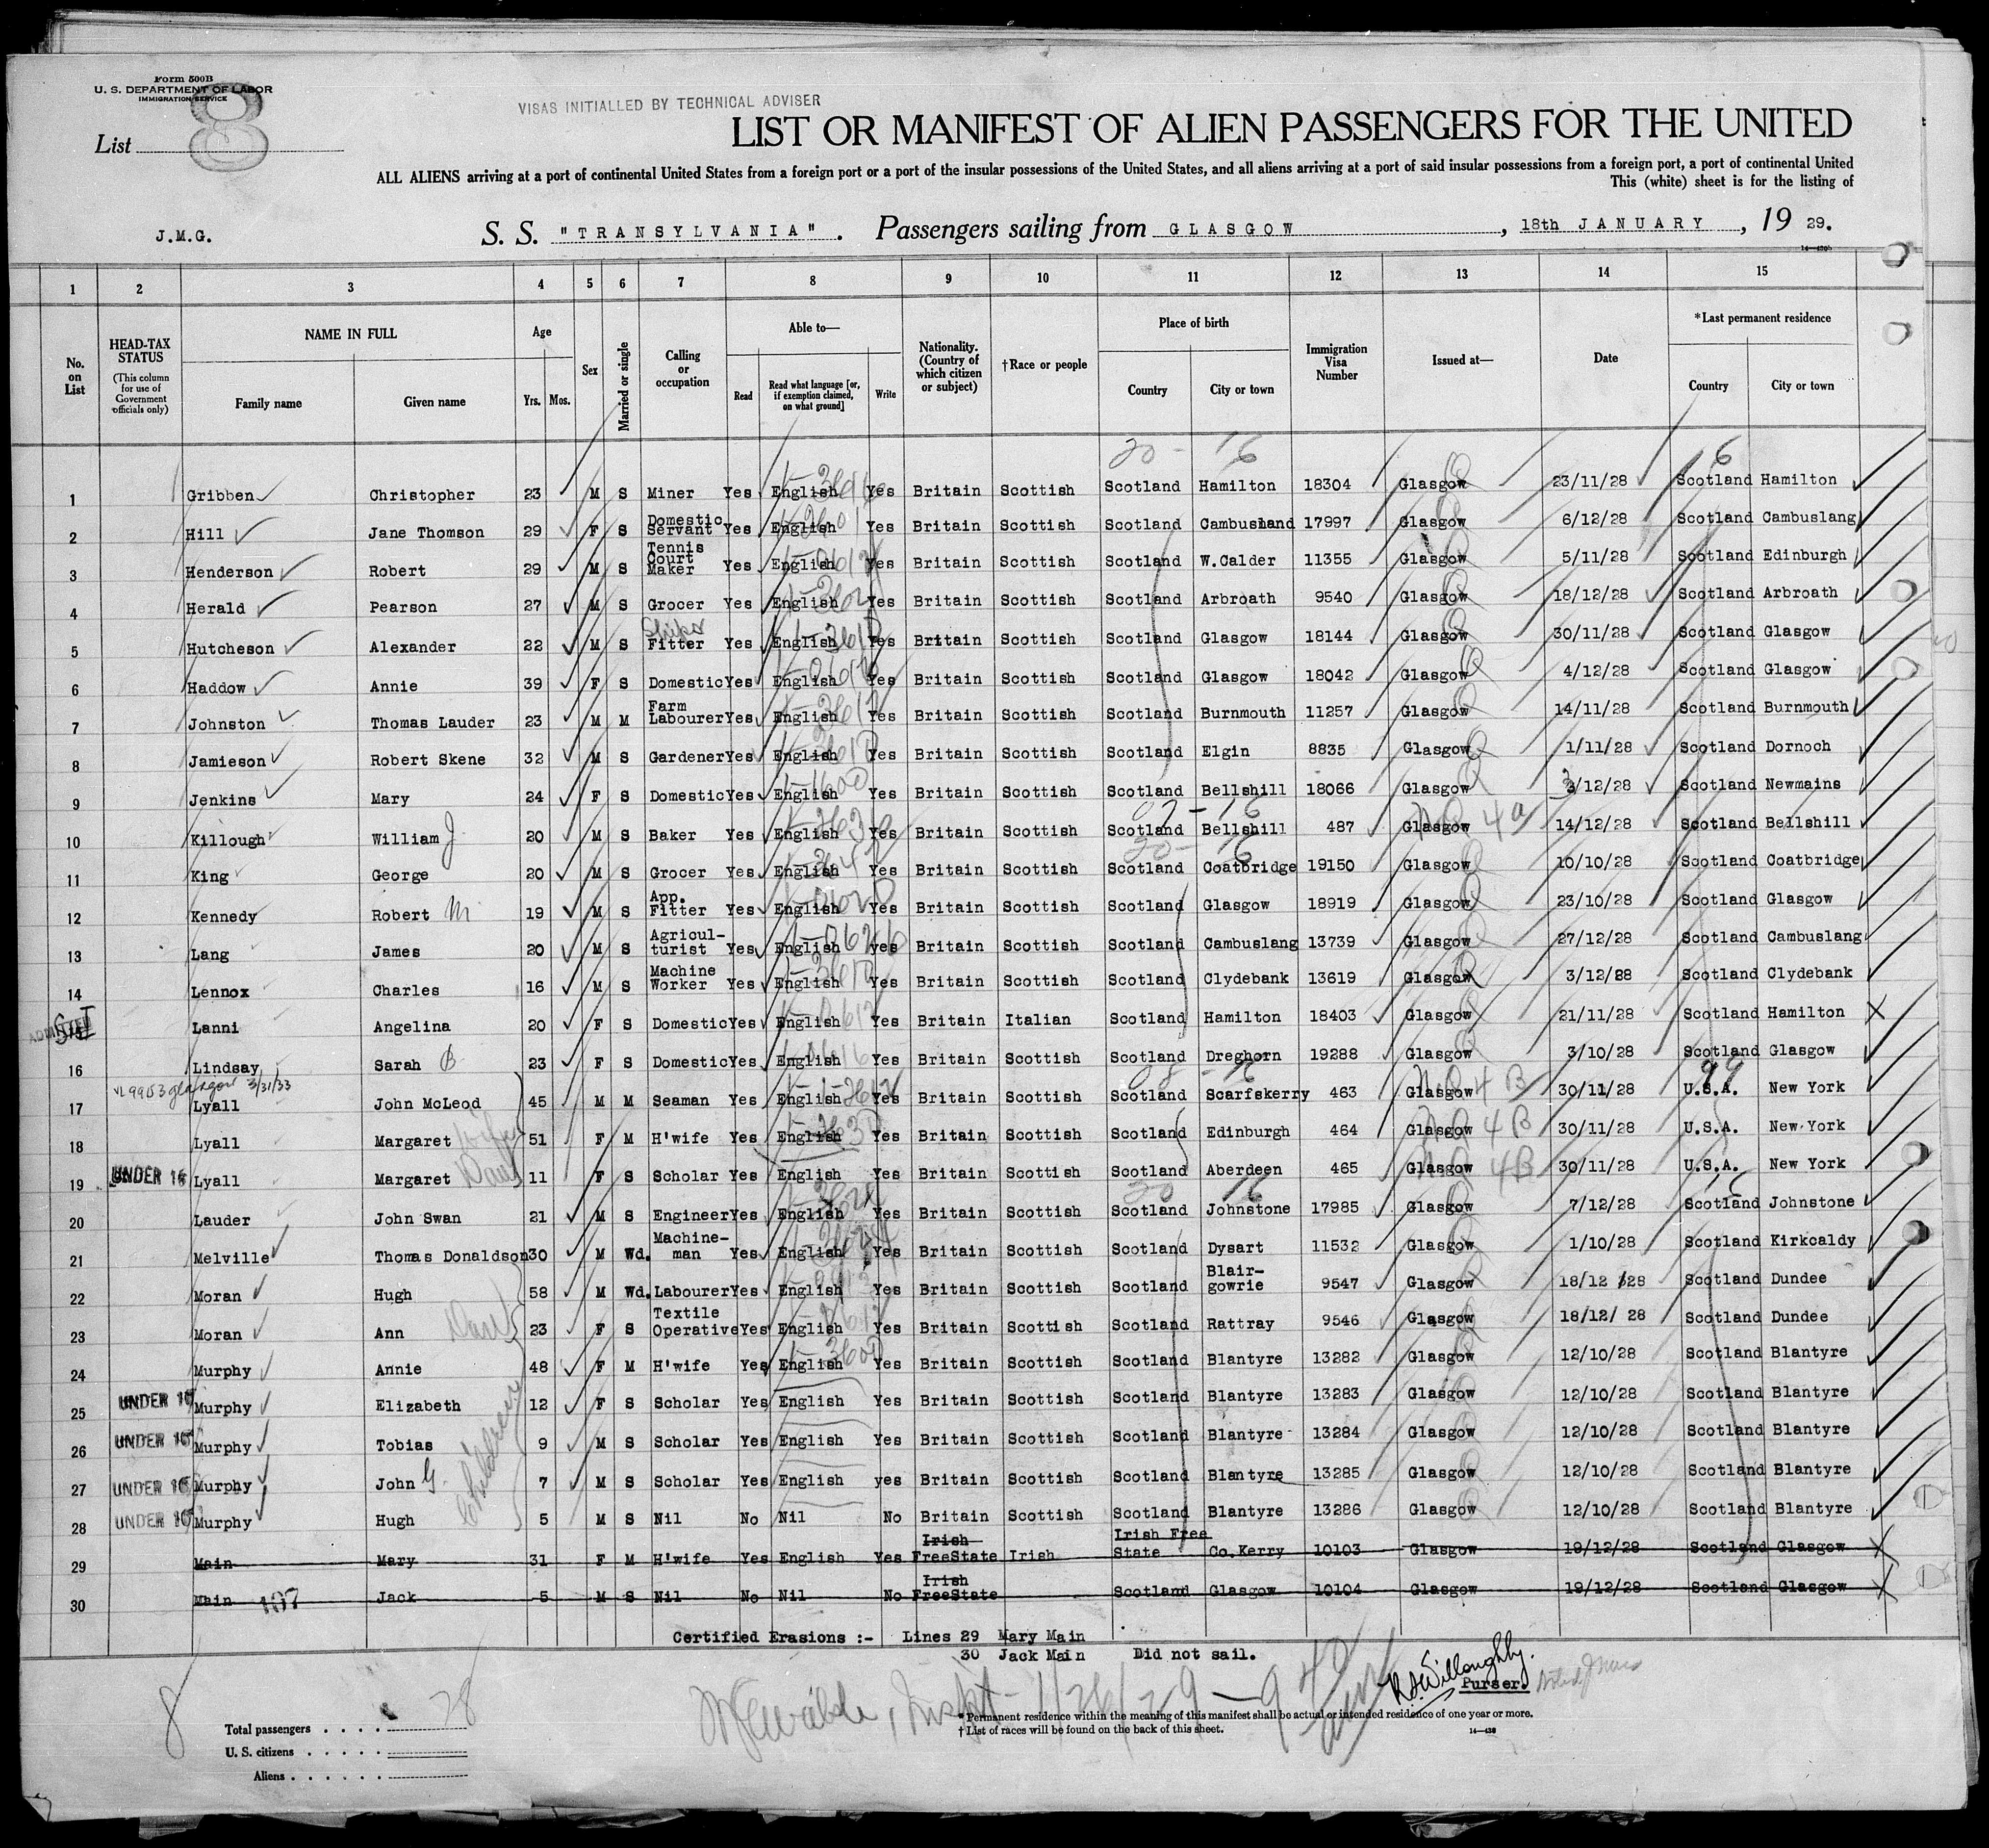 Form 500B
U. S. DEPARTMENT OF LABOR
IMMIGRATION SERVICE
8
VISAS INITIALLED BY TECHNICAL ADVISER
List
LIST OR MANIFEST OF ALIEN PASSENGERS FOR THE UNITED
ALL ALIENS arriving at a port of continental United States from a foreign port or a port of the insular possessions of the United States, and all aliens arriving at a port of said insular possessions from a foreign port, a port of continental United
This (white) sheet is for the listing of
J.M.G. S. S. "TRANSYLVANIA". Passengers sailing from GLASGOW, 18th JANUARY, 19 29.
1 2 3 4 5 6 7 8 9 10 11 12 13 14 15
No. on List
HEAD-TAX STATUS (This column for use of Government officials only)
NAME IN FULL Family name Given name
Age Yrs. Mos.
Sex
Married or single
Calling or occupation
Able to— Read Read what language [or, if exemption claimed, on what ground] Write
Nationality. (Country of which citizen or subject)
†Race or people
Place of birth Country City or town
Immigration Visa Number
Issued at—
Date
*Last permanent residence Country City or town
20 - 16 16
1 Gribben Christopher 23 M S Miner Yes English Yes Britain Scottish Scotland Hamilton 18304 Glasgow 23/11/28 Scotland Hamilton
2 Hill Jane Thomson 29 F S Domestic Servant Yes English Yes Britain Scottish Scotland Cambusland 17997 Glasgow 6/12/28 Scotland Cambuslang
3 Henderson Robert 29 M S Tennis Court Maker Yes English Yes Britain Scottish Scotland W.Calder 11355 Glasgow 5/11/28 Scotland Edinburgh
4 Herald Pearson 27 M S Grocer Yes English Yes Britain Scottish Scotland Arbroath 9540 Glasgow 18/12/28 Scotland Arbroath
5 Hutcheson Alexander 22 M S Ships Fitter Yes English Yes Britain Scottish Scotland Glasgow 18144 Glasgow 30/11/28 Scotland Glasgow
6 Haddow Annie 39 F S Domestic Yes English Yes Britain Scottish Scotland Glasgow 18042 Glasgow 4/12/28 Scotland Glasgow
7 Johnston Thomas Lauder 23 M M Farm Labourer Yes English Yes Britain Scottish Scotland Burnmouth 11257 Glasgow 14/11/28 Scotland Burnmouth
8 Jamieson Robert Skene 32 M S Gardener Yes English Yes Britain Scottish Scotland Elgin 8835 Glasgow 1/11/28 Scotland Dornoch
9 Jenkins Mary 24 F S Domestic Yes English Yes Britain Scottish Scotland Bellshill 18066 Glasgow 3/12/28 Scotland Newmains
10 Killough William J 20 M S Baker Yes English Yes Britain Scottish Scotland Bellshill 487 Glasgow 14/12/28 Scotland Bellshill
11 King George 20 M S Grocer Yes English Yes Britain Scottish Scotland Coatbridge 19150 Glasgow 10/10/28 Scotland Coatbridge
12 Kennedy Robert M 19 M S App. Fitter Yes English Yes Britain Scottish Scotland Glasgow 18919 Glasgow 23/10/28 Scotland Glasgow
13 Lang James 20 M S Agricul-turist Yes English Yes Britain Scottish Scotland Cambuslang 13739 Glasgow 27/12/28 Scotland Cambuslang
14 Lennox Charles 16 M S Machine Worker Yes English Yes Britain Scottish Scotland Clydebank 13619 Glasgow 3/12/28 Scotland Clydebank
ADMITTED Lanni Angelina 20 F S Domestic Yes English Yes Britain Italian Scotland Hamilton 18403 Glasgow 21/11/28 Scotland Hamilton X
16 Lindsay Sarah B 23 F S Domestic Yes English Yes Britain Scottish Scotland Dreghorn 19288 Glasgow 3/10/28 Scotland Glasgow
Glasgow 3/31/33
17 Lyall John McLeod 45 M M Seaman Yes English Yes Britain Scottish Scotland Scarfskerry 463 Glasgow 30/11/28 U.S.A. New York
18 Lyall Margaret wife 51 F M H'wife Yes English Yes Britain Scottish Scotland Edinburgh 464 Glasgow 30/11/28 U.S.A. New York
19 UNDER 16 Lyall Margaret Daut 11 F S Scholar Yes English Yes Britain Scottish Scotland Aberdeen 465 Glasgow 30/11/28 U.S.A. New York
20 Lauder John Swan 21 M S Engineer Yes English Yes Britain Scottish Scotland Johnstone 17985 Glasgow 7/12/28 Scotland Johnstone
21 Melville Thomas Donaldson 30 M Wd. Machine-man Yes English Yes Britain Scottish Scotland Dysart 11532 Glasgow 1/10/28 Scotland Kirkcaldy
22 Moran Hugh 58 M Wd. Labourer Yes English Yes Britain Scottish Scotland Blair-gowrie 9547 Glasgow 18/12/28 Scotland Dundee
23 Moran Ann Daut 23 F S Textile Operative Yes English Yes Britain Scottish Scotland Rattray 9546 Glasgow 18/12/ 28 Scotland Dundee
24 Murphy Annie 48 F M H'wife Yes English Yes Britain Scottish Scotland Blantyre 13282 Glasgow 12/10/28 Scotland Blantyre
25 UNDER 16 Murphy Elizabeth 12 F S Scholar Yes English Yes Britain Scottish Scotland Blantyre 13283 Glasgow 12/10/28 Scotland Blantyre
26 UNDER 16 Murphy Tobias Children 9 M S Scholar Yes English Yes Britain Scottish Scotland Blantyre 13284 Glasgow 12/10/28 Scotland Blantyre
27 UNDER 16 Murphy John G. 7 M S Scholar Yes English yes Britain Scottish Scotland Blantyre 13285 Glasgow 12/10/28 Scotland Blantyre
28 UNDER 16 Murphy Hugh 5 M S Nil No Nil No Britain Scottish Scotland Blantyre 13286 Glasgow 12/10/28 Scotland Blantyre
29 Main Mary 31 F M H'wife Yes English Yes Irish FreeState Irish Irish Free State Co.Kerry 10103 Glasgow 19/12/28 Scotland Glasgow X
30 Main 107 Jack 5 M S Nil No Nil No Irish FreeState Scotland Glasgow 10104 Glasgow 19/12/28 Scotland Glasgow X
Certified Erasions :- Lines 29 Mary Main
30 Jack Main Did not sail.
Willoughby.
Purser.
8
* Permanent residence within the meaning of this manifest shall be actual or intended residence of one year or more.
† List of races will be found on the back of this sheet.
14—430
Total passengers 28
U. S. citizens
Aliens